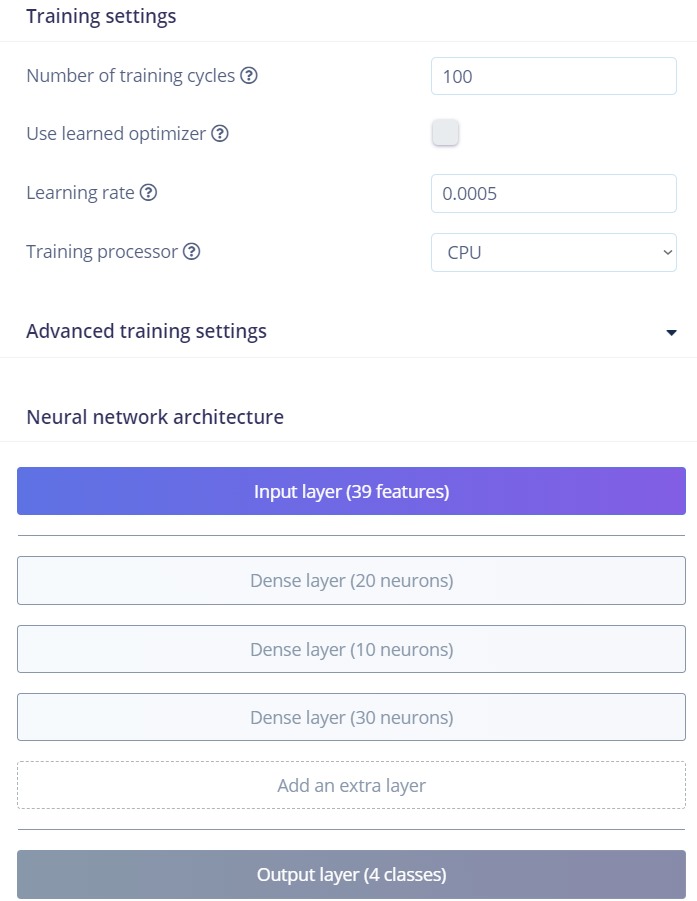 Training settings
Number of training cycles ?
100
Use learned optimizer ?
Learning rate ?
0.0005
Training processor ?
CPU
Advanced training settings
Neural network architecture
Input layer (39 features)
Dense layer (20 neurons)
Dense layer (10 neurons)
Dense layer (30 neurons)
Add an extra layer
Output layer (4 classes)